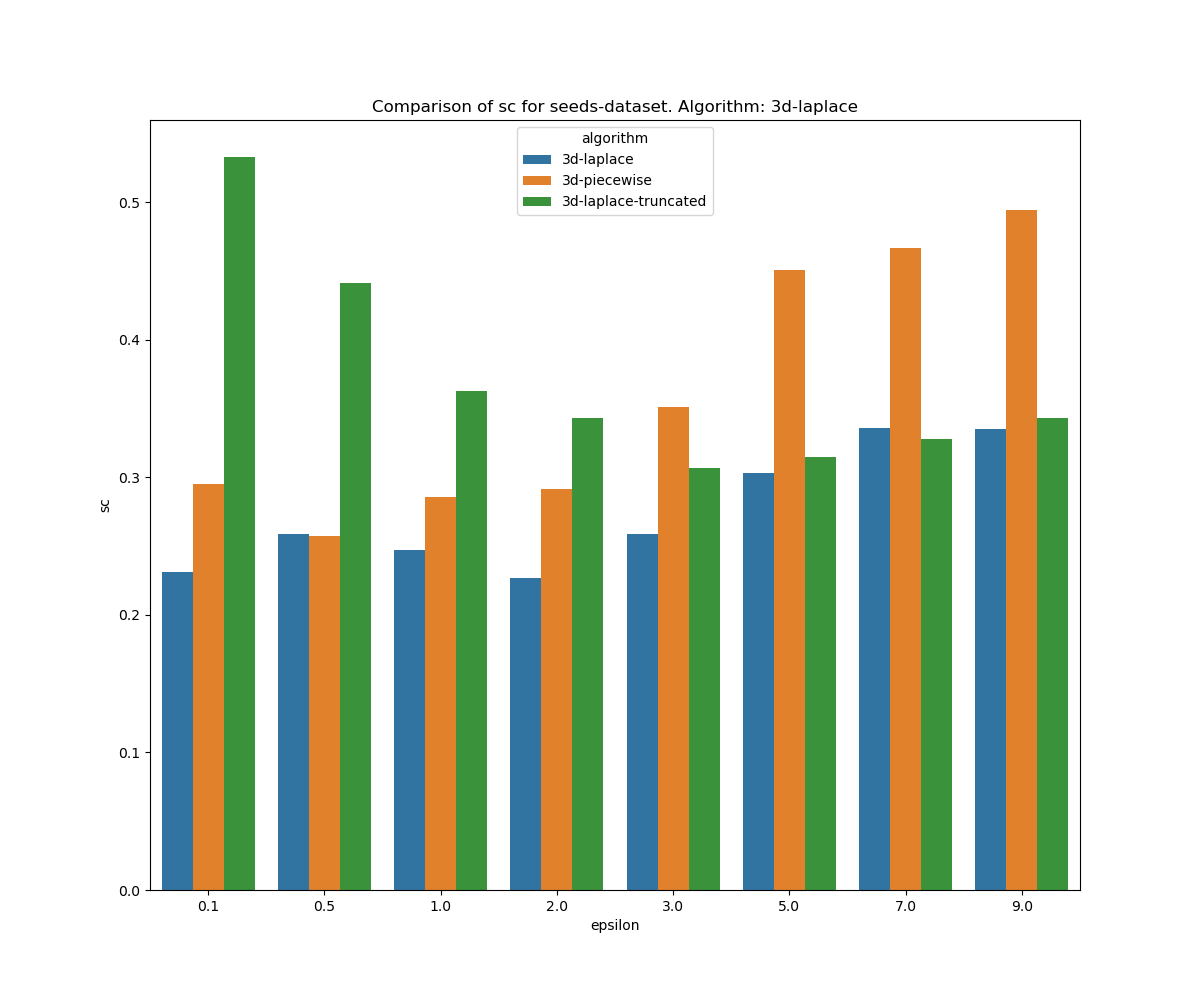 Comparison of sc for seeds-dataset. Algorithm: 3d-laplace
algorithm
3d-laplace
3d-piecewise
3d-laplace-truncated
0.5
0.4
0.3
0.2
0.1
0.0
sc
0.1 0.5 1.0 2.0 3.0 5.0 7.0 9.0
epsilon